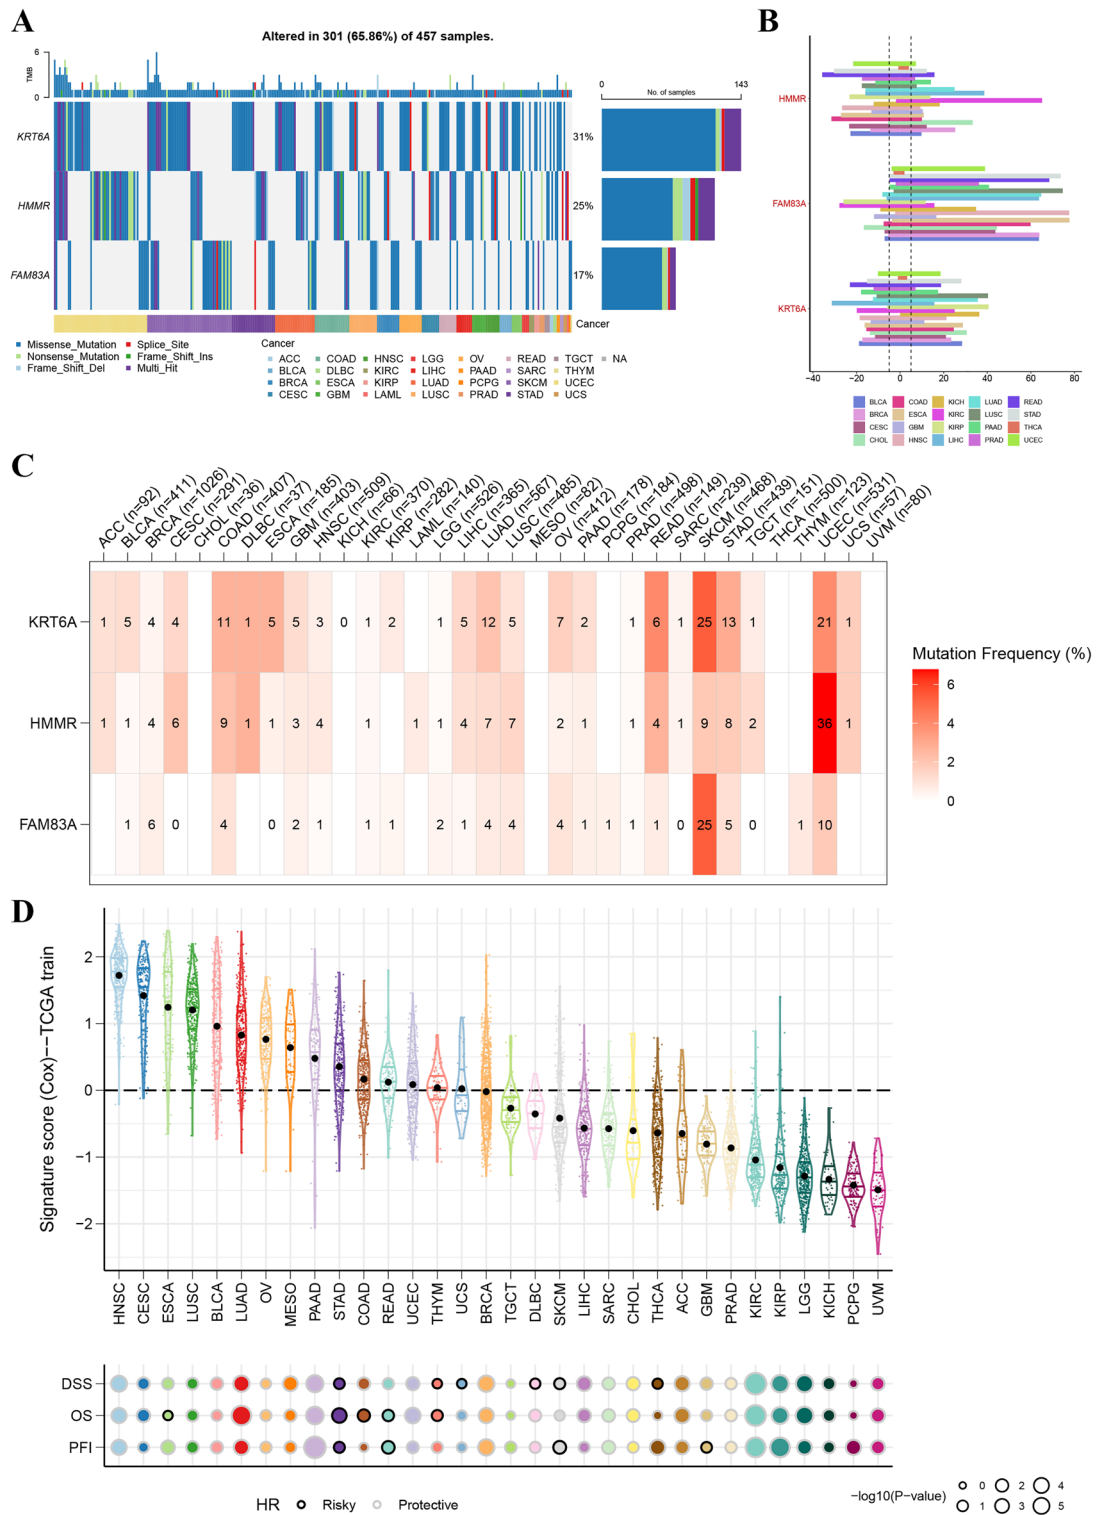 A
Altered in 301 (65.86%) of 457 samples.
6
TMB
0
0 143
No. of samples
KRT6A 31%
HMMR 25%
FAM83A 17%
Cancer
Missense_Mutation Splice_Site
Nonsense_Mutation Frame_Shift_Ins
Frame_Shift_Del Multi_Hit
Cancer
ACC COAD HNSC LGG OV READ TGCT NA
BLCA DLBC KIRC LIHC PAAD SARC THYM
BRCA ESCA KIRP LUAD PCPG SKCM UCEC
CESC GBM LAML LUSC PRAD STAD UCS
B
HMMR
FAM83A
KRT6A
−40 −20 0 20 40 60 80
BLCA COAD KICH LUAD READ
BRCA ESCA KIRC LUSC STAD
CESC GBM KIRP PAAD THCA
CHOL HNSC LIHC PRAD UCEC
C
ACC (n=92)
BLCA (n=411)
BRCA (n=1026)
CESC (n=291)
CHOL (n=36)
COAD (n=407)
DLBC (n=37)
ESCA (n=185)
GBM (n=403)
HNSC (n=509)
KICH (n=66)
KIRC (n=370)
KIRP (n=282)
LAML (n=140)
LGG (n=526)
LIHC (n=365)
LUAD (n=567)
LUSC (n=485)
MESO (n=82)
OV (n=412)
PAAD (n=178)
PCPG (n=184)
PRAD (n=498)
READ (n=149)
SARC (n=239)
SKCM (n=468)
STAD (n=439)
TGCT (n=151)
THCA (n=500)
THYM (n=123)
UCEC (n=531)
UCS (n=57)
UVM (n=80)
KRT6A 1 5 4 4 11 1 5 5 3 0 1 2 1 5 12 5 7 2 1 6 1 25 13 1 21 1
HMMR 1 1 4 6 9 1 1 3 4 1 1 1 4 7 7 2 1 1 4 1 9 8 2 36 1
FAM83A 1 6 0 4 0 2 1 1 1 2 1 4 4 4 1 1 1 1 0 25 5 0 1 10
Mutation Frequency (%)
6
4
2
0
D
Signature score (Cox)−−TCGA train
2
1
0
−1
−2
HNSC CESC ESCA LUSC BLCA LUAD OV MESO PAAD STAD COAD READ UCEC THYM UCS BRCA TGCT DLBC SKCM LIHC SARC CHOL THCA ACC GBM PRAD KIRC KIRP LGG KICH PCPG UVM
DSS
OS
PFI
HR Risky Protective
−log10(P−value) 0 2 4
1 3 5